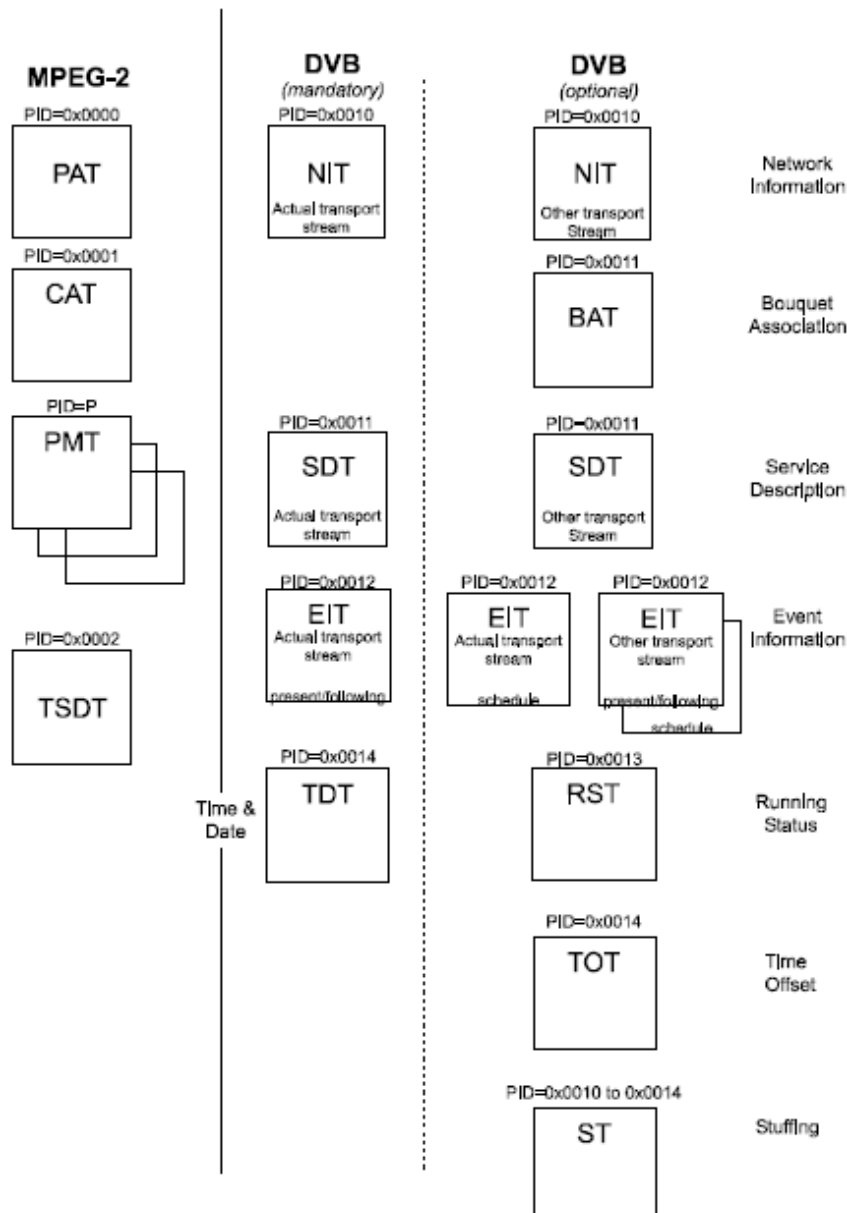 MPEG-2
PID=0x0000
PAT
PID=0x0001
CAT
PID=P
PMT
PID=0x0002
TSDT
Time &
Date
DVB
(mandatory)
PID=0x0010
NIT
Actual transport
stream
PID=0x0011
SDT
Actual transport
stream
PID=0x0012
EIT
Actual transport
stream
present/following
PID=0x0014
TDT
DVB
(optional)
PID=0x0010
NIT
Other transport
Stream
Network
Information
PID=0x0011
BAT
Bouquet
Association
PID=0x0011
SDT
Other transport
Stream
Service
Description
PID=0x0012
EIT
Actual transport
stream
schedule
PID=0x0012
EIT
Other transport
stream
present/following
schedule
Event
Information
PID=0x0013
RST
Running
Status
PID=0x0014
TOT
Time
Offset
PID=0x0010 to 0x0014
ST
Stuffing